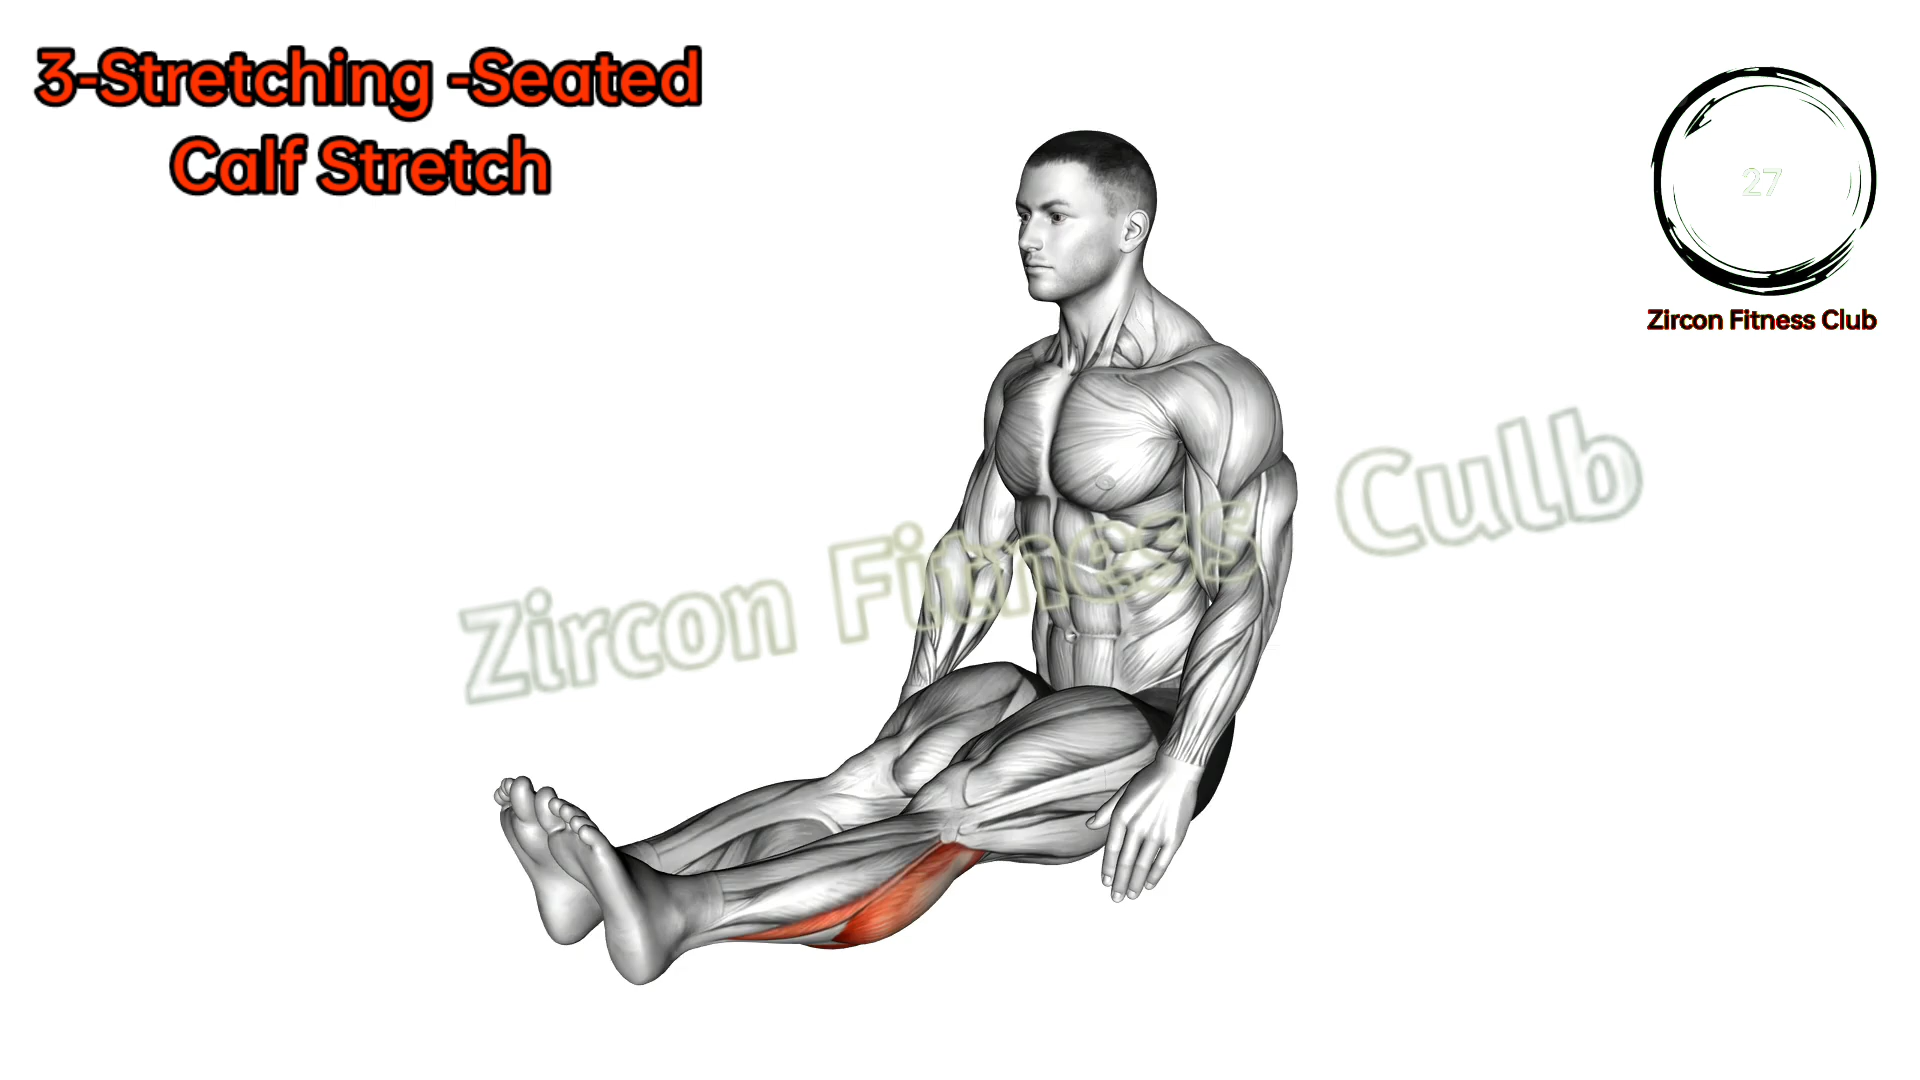 3-Stretching -Seated
Calf Stretch
27
Zircon Fitness Club
Zircon Fitness Culb